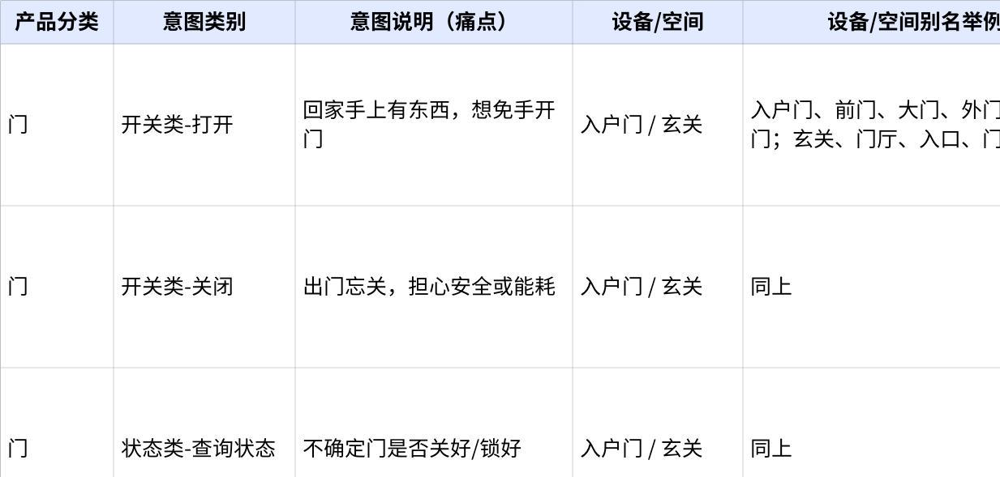 产品分类 意图类别 意图说明（痛点） 设备/空间 设备/空间别名举例
门 开关类-打开 回家手上有东西，想免手开 入户门 / 玄关 入户门、前门、大门、外门
门 门；玄关、门厅、入口、门
门 开关类-关闭 出门忘关，担心安全或能耗 入户门 / 玄关 同上
门 状态类-查询状态 不确定门是否关好/锁好 入户门 / 玄关 同上